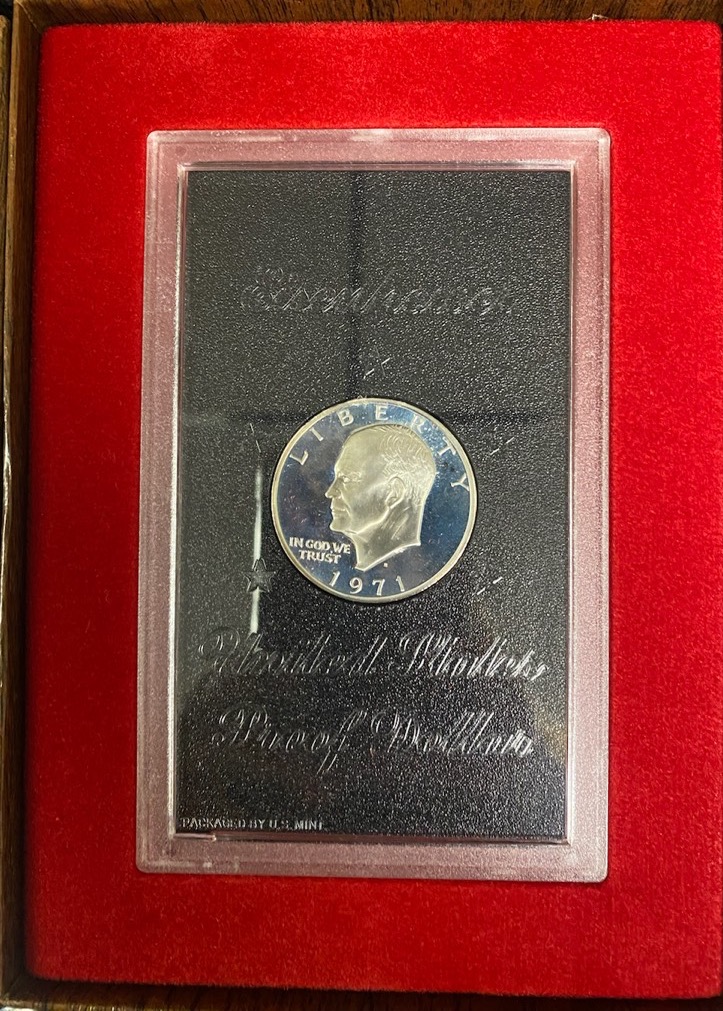 Eisenhower
LIBERTY
IN GOD WE
TRUST
1971
United States
Proof Dollar
PACKAGED BY U.S. MINT